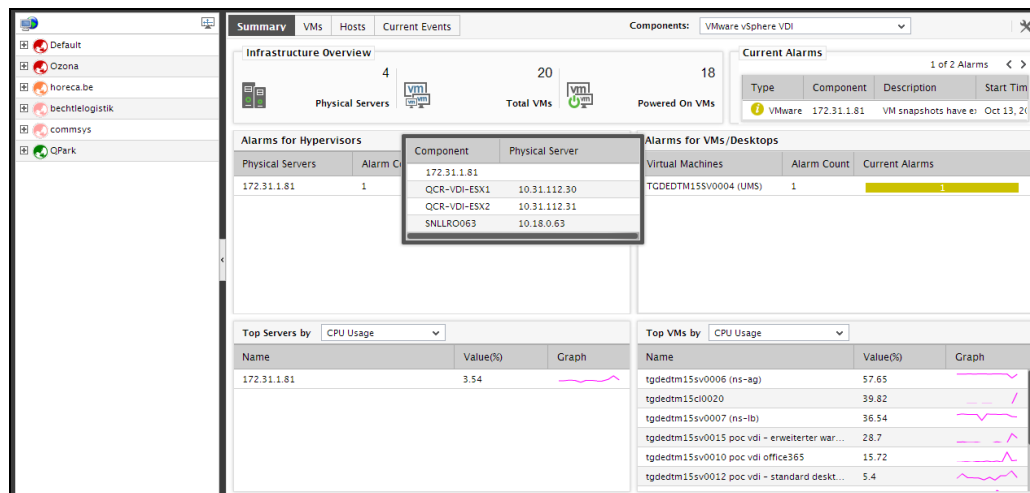 Default
Ozona
horeca.be
bechtlelogistik
commsys
QPark
Summary VMs Hosts Current Events Components: VMware vSphere VDI
Infrastructure Overview
4 Physical Servers
20 Total VMs
18 Powered On VMs
Current Alarms
1 of 2 Alarms < >
Type Component Description Start Tim
VMware 172.31.1.81 VM snapshots have e Oct 13, 2
Alarms for Hypervisors
Physical Servers Alarm C
172.31.1.81 1
Component Physical Server
172.31.1.81
QCR-VDI-ESX1 10.31.112.30
QCR-VDI-ESX2 10.31.112.31
SNLLRO063 10.18.0.63
Alarms for VMs/Desktops
Virtual Machines Alarm Count Current Alarms
TGDEDTM15SV0004 (UMS) 1 1
Top Servers by CPU Usage
Name Value(%) Graph
172.31.1.81 3.54
Top VMs by CPU Usage
Name Value(%) Graph
tgdedtm15sv0006 (ns-ag) 57.65
tgdedtm15cl0020 39.82
tgdedtm15sv0007 (ns-lb) 36.54
tgdedtm15sv0015 poc vdi - erweiterter war... 28.7
tgdedtm15sv0010 poc vdi office365 15.72
tgdedtm15sv0012 poc vdi - standard deskt... 5.4